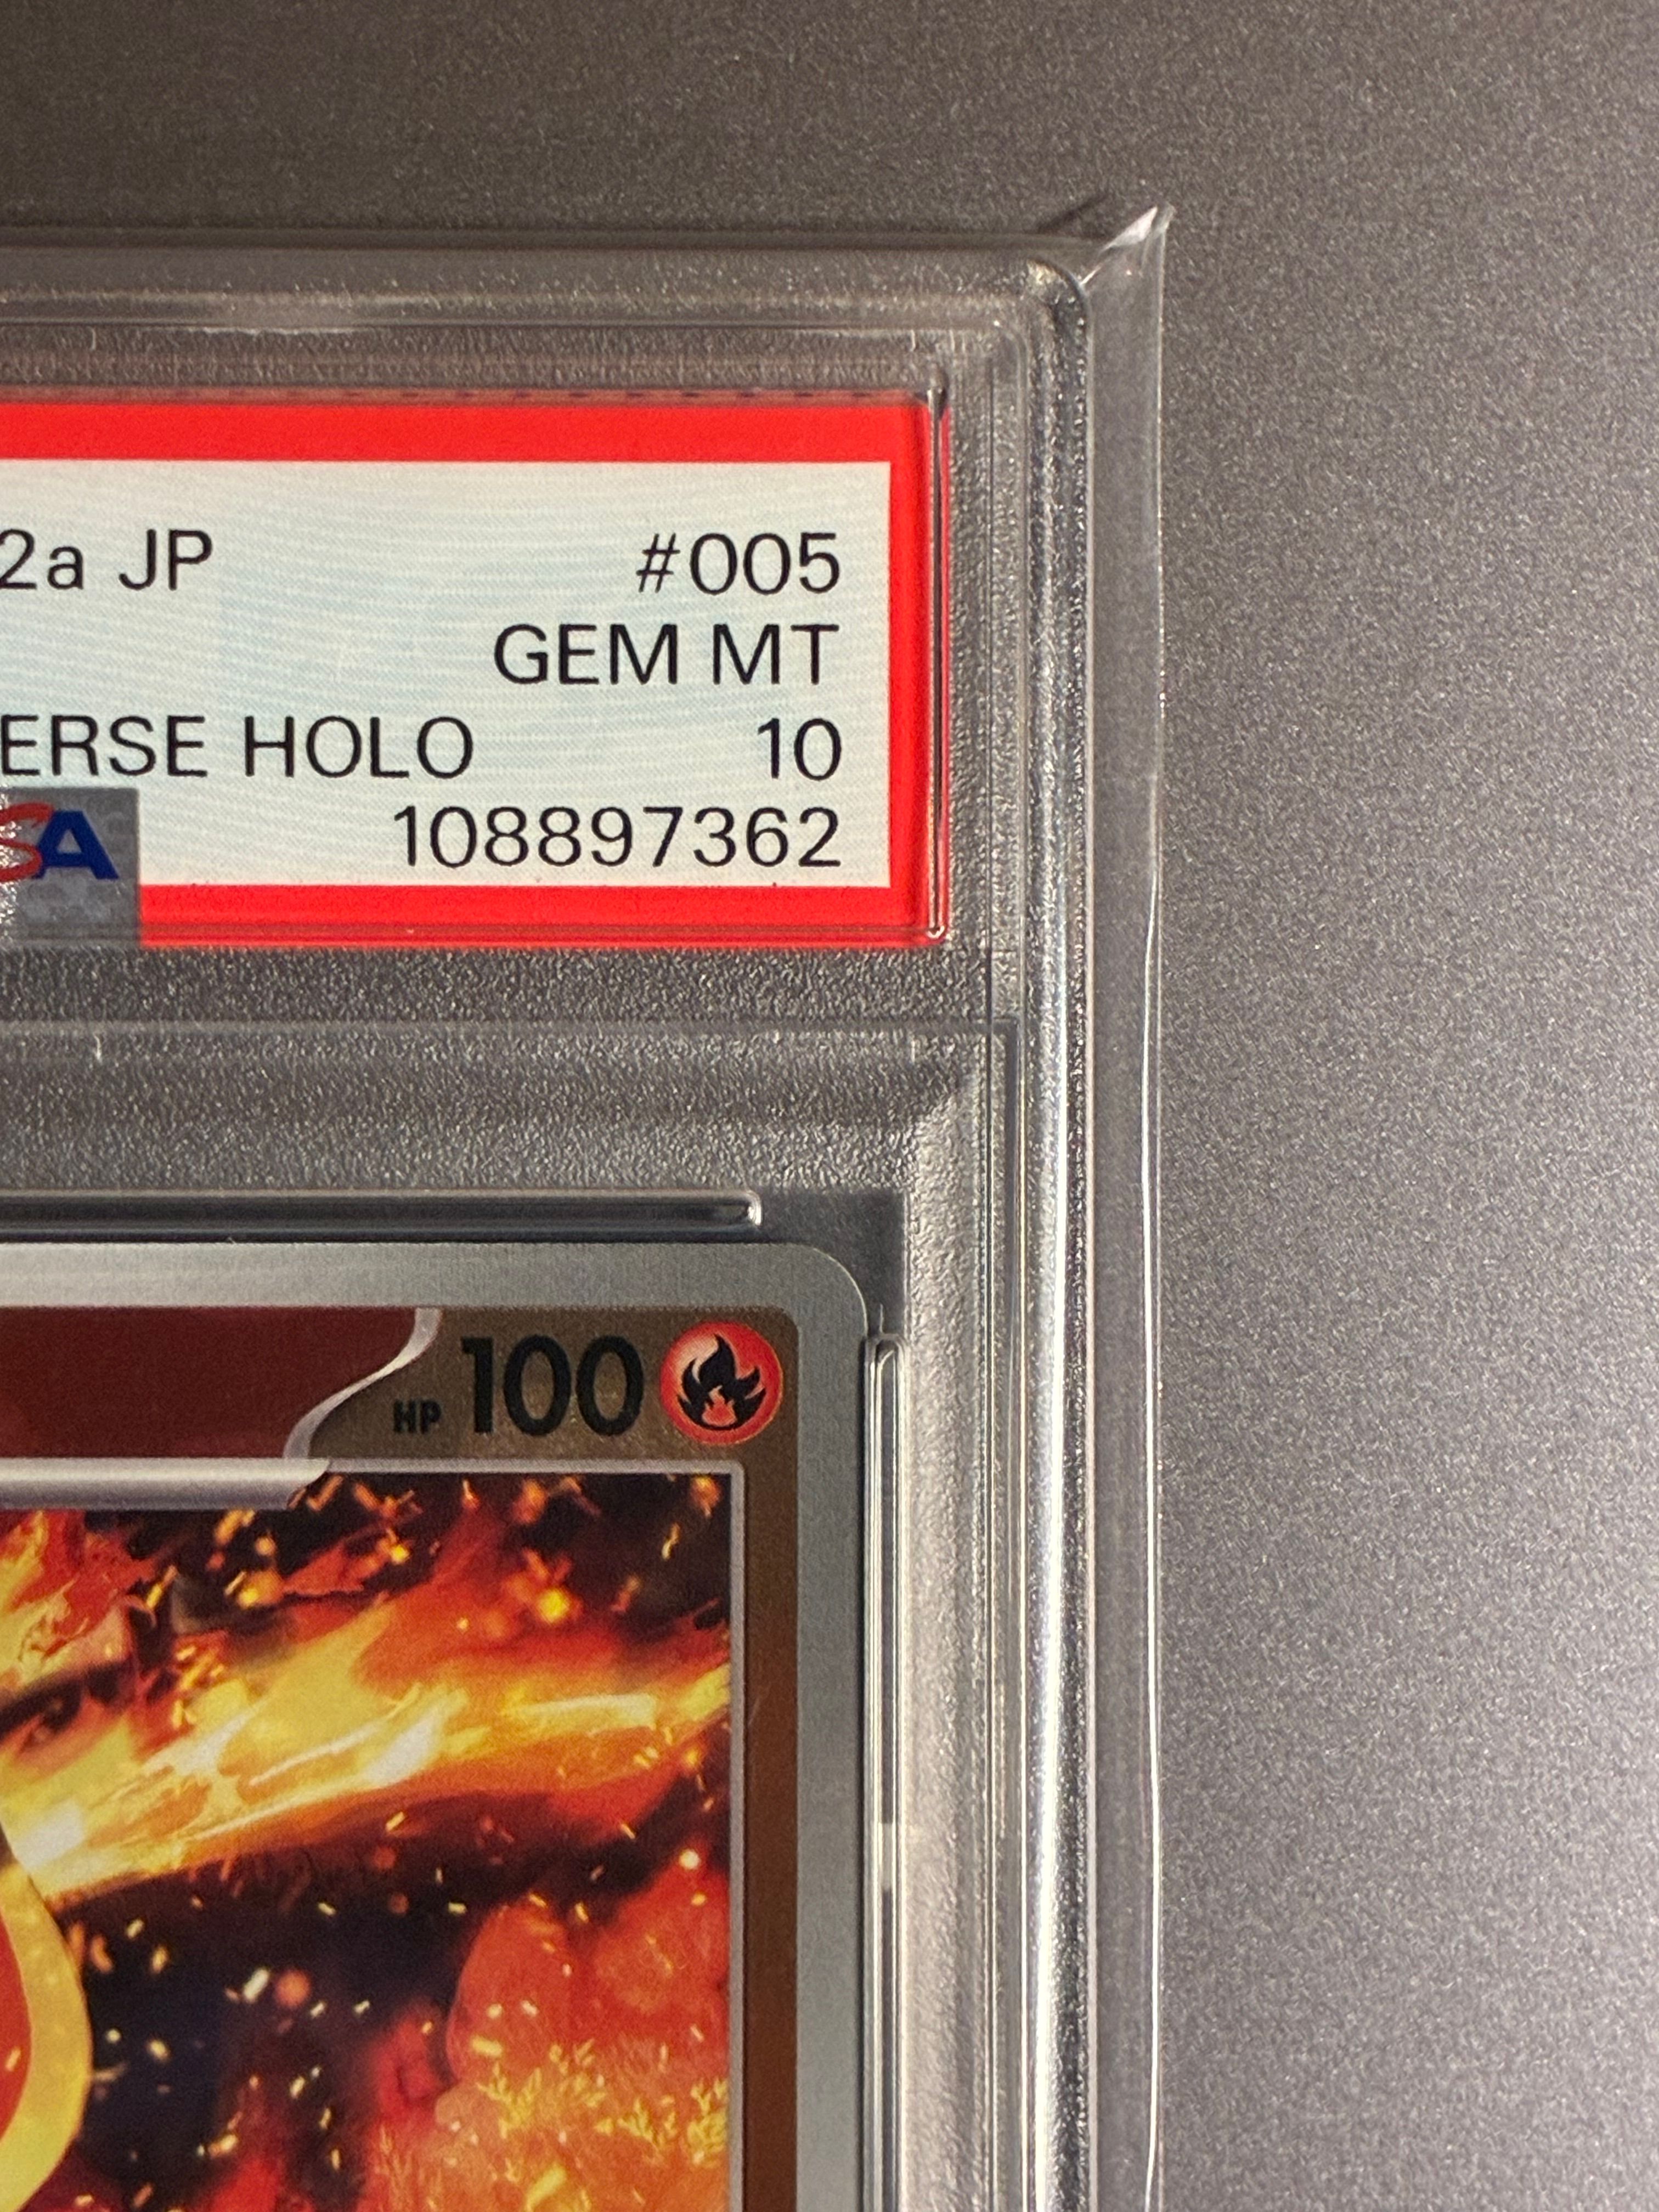 2a JP #005
GEM MT
ERSE HOLO 10
SA 108897362
HP 100